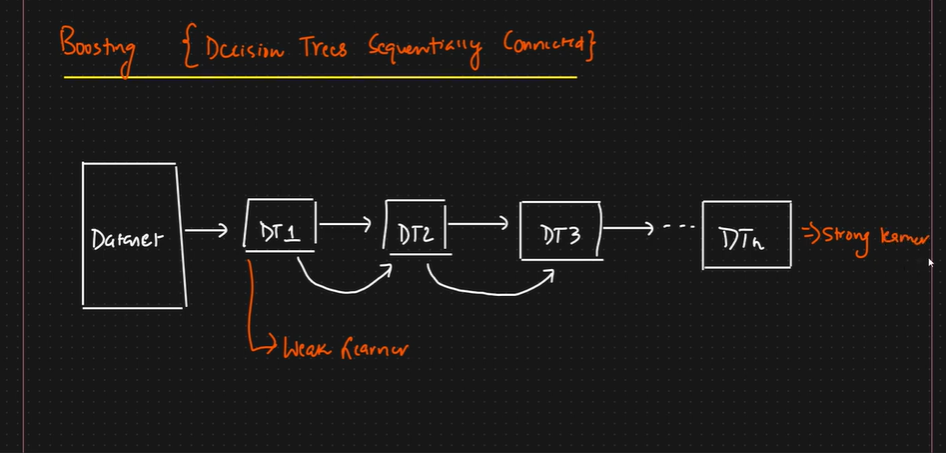 Boosting {Decision Trees Sequentially Connected}
Dataset
DT1
DT2
DT3
...
DTn
⇒ Strong Learner
→ Weak Learner